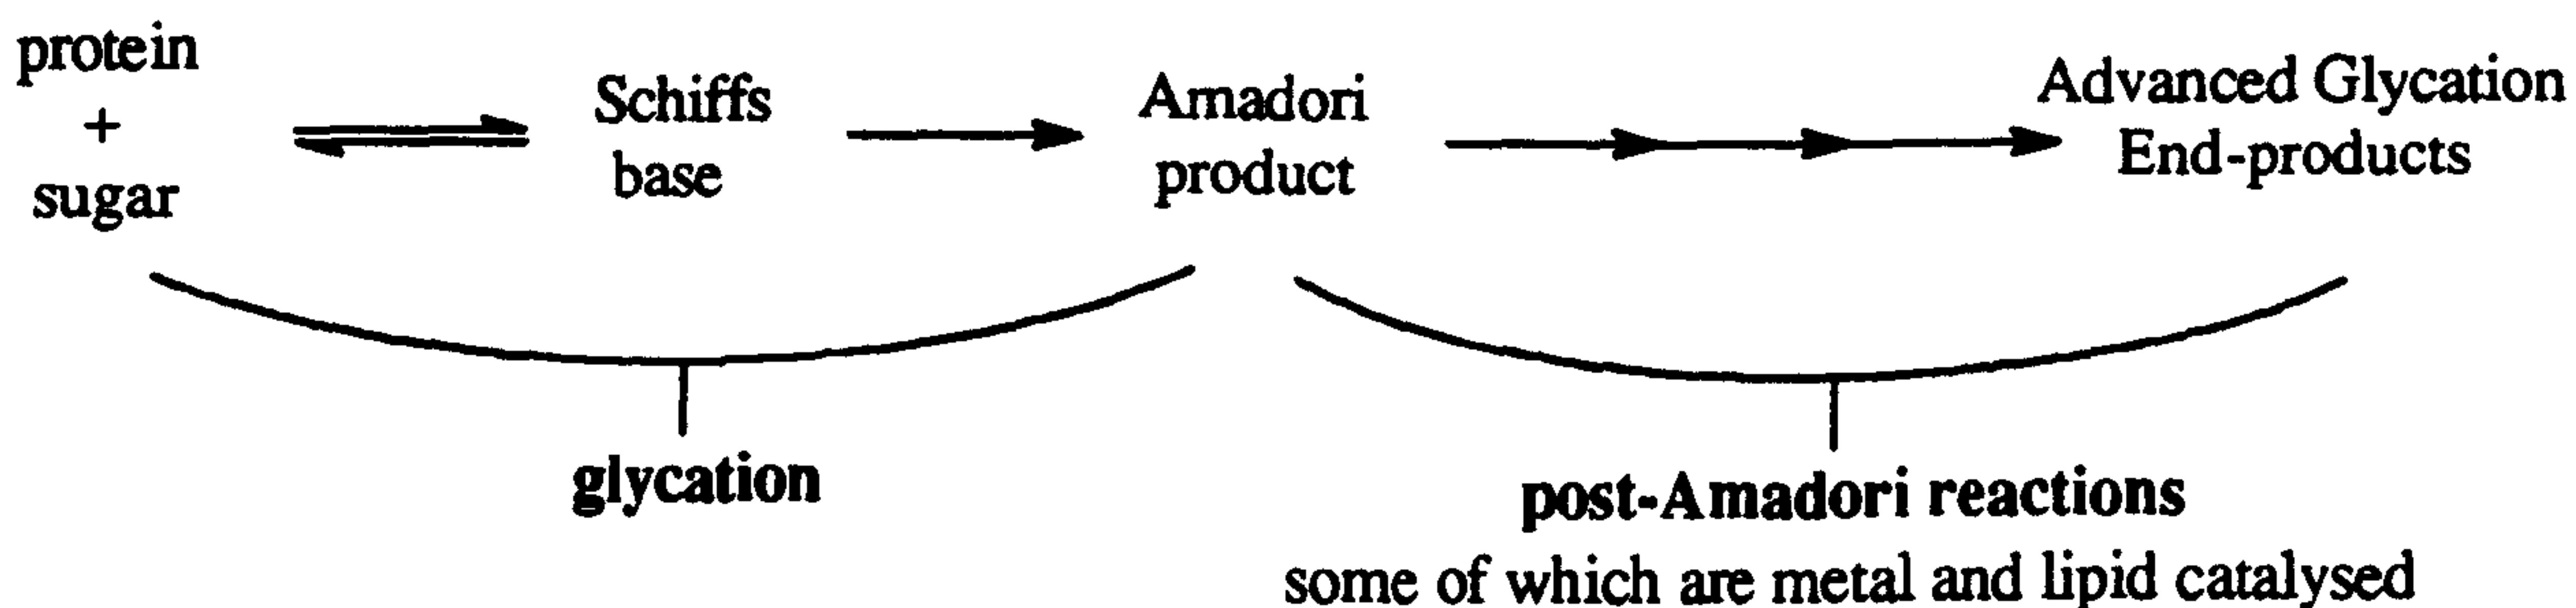 protein
+
sugar
Schiffs
base
Amadori
product
Advanced Glycation
End-products
glycation
post-Amadori reactions
some of which are metal and lipid catalysed